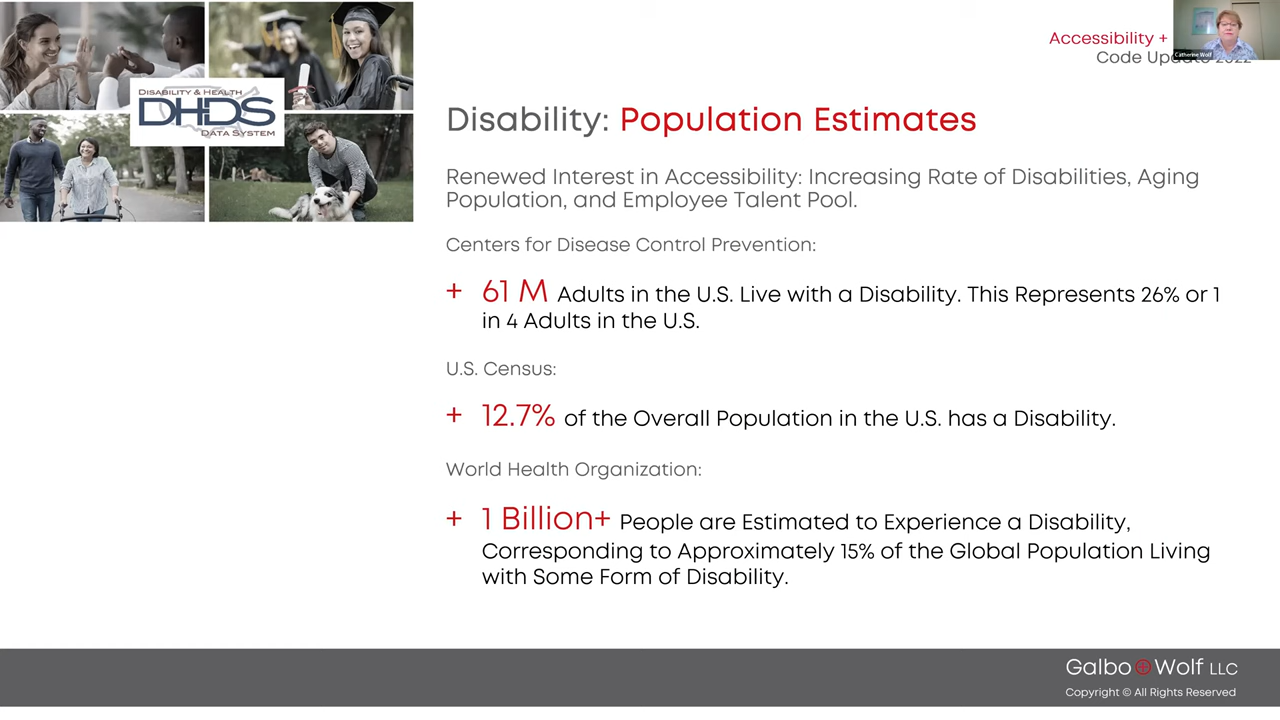 Accessibility +
Code Update 2022
Catherine Wolf
DISABILITY & HEALTH
DHDS
DATA SYSTEM
Disability: Population Estimates
Renewed Interest in Accessibility: Increasing Rate of Disabilities, Aging
Population, and Employee Talent Pool.
Centers for Disease Control Prevention:
+ 61 M Adults in the U.S. Live with a Disability. This Represents 26% or 1
in 4 Adults in the U.S.
U.S. Census:
+ 12.7% of the Overall Population in the U.S. has a Disability.
World Health Organization:
+ 1 Billion+ People are Estimated to Experience a Disability,
Corresponding to Approximately 15% of the Global Population Living
with Some Form of Disability.
Galbo Wolf LLC
Copyright © All Rights Reserved